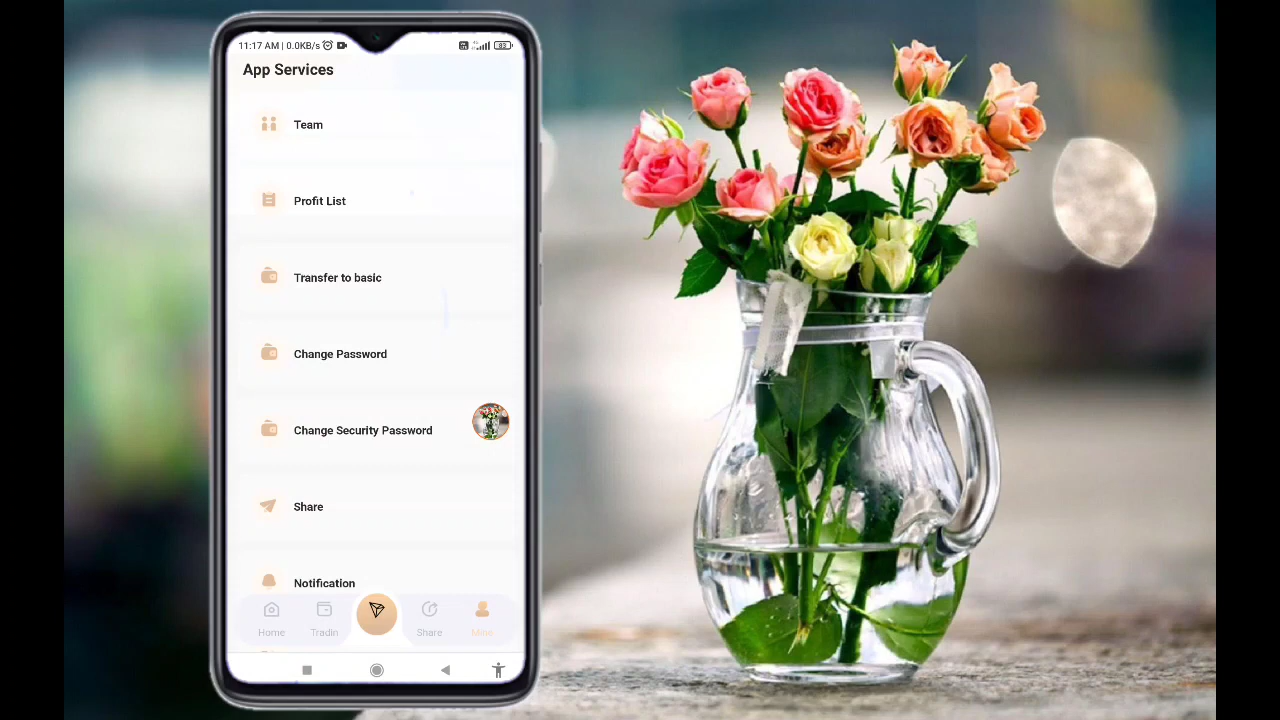 11:17 AM | 0.0KB/s
83
App Services
Team
Profit List
Transfer to basic
Change Password
Change Security Password
Share
Notification
Home
Tradin
Share
Mine